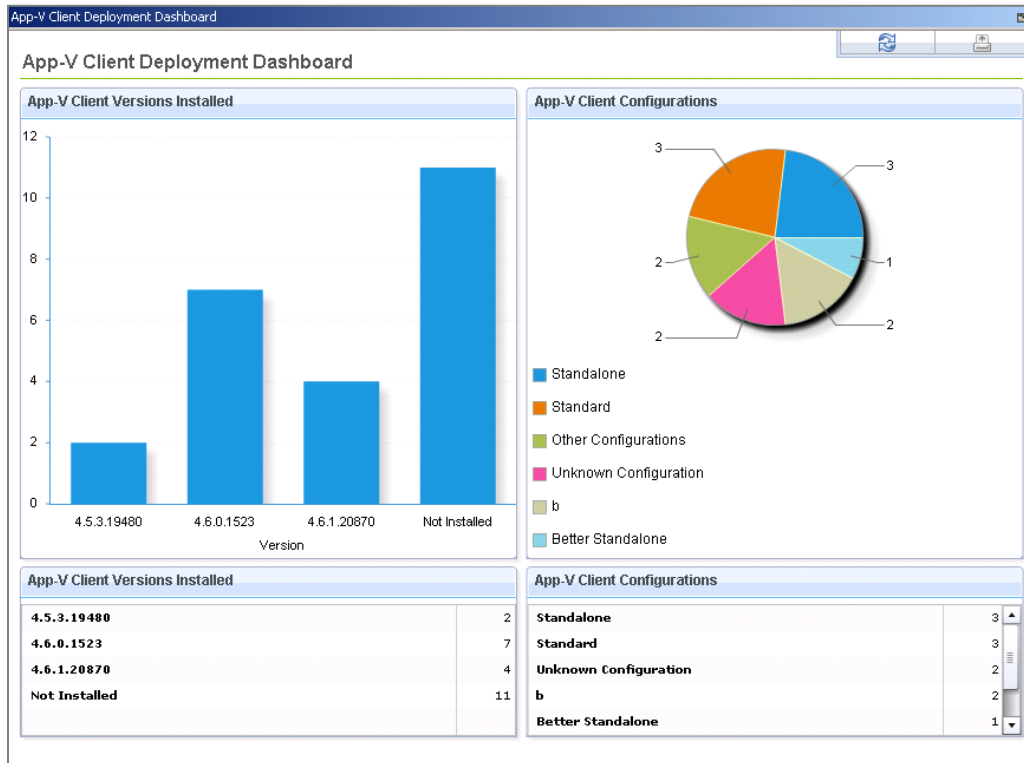 App-V Client Deployment Dashboard
App-V Client Deployment Dashboard
App-V Client Versions Installed
12
10
8
6
4
2
0
4.5.3.19480 4.6.0.1523 4.6.1.20870 Not Installed
Version
App-V Client Configurations
3
3
2
1
2
2
Standalone
Standard
Other Configurations
Unknown Configuration
b
Better Standalone
App-V Client Versions Installed
4.5.3.19480 2
4.6.0.1523 7
4.6.1.20870 4
Not Installed 11
App-V Client Configurations
Standalone 3
Standard 3
Unknown Configuration 2
b 2
Better Standalone 1